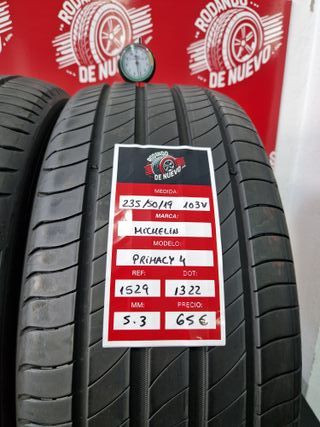 RODANDO
DE NUEVO
RODANDO
DE NUEVO
RODANDO
DE NUEVO
MEDIDA:
235/50/19 103V
MARCA:
MICHELIN
MODELO:
PRIMACY 4
REF: DOT:
1529 1322
MM: PRECIO:
5.3 65€